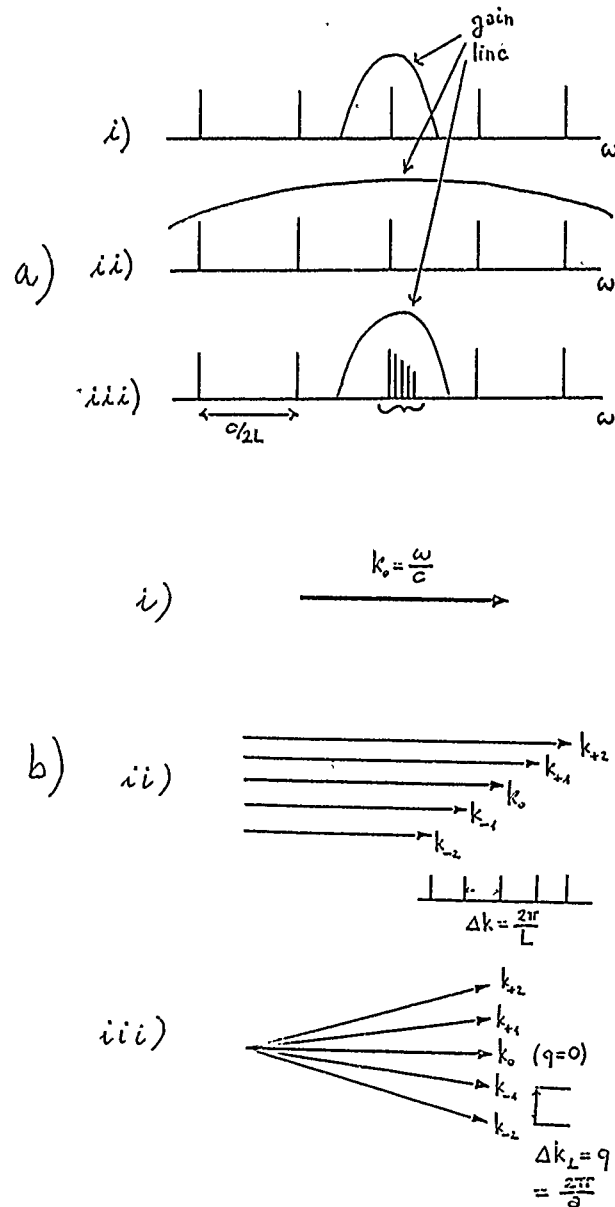 gain
line
i)
ω
a)
ii)
ω
iii)
ω
c/2L
i)
k₀ = ω/c
b)
ii)
k₊₂
k₊₁
k₀
k₋₁
k₋₂
Δk = 2π/L
iii)
k₊₂
k₊₁
k₀ (q=0)
k₋₁
k₋₂
Δk⊥ = q
= 2π/a